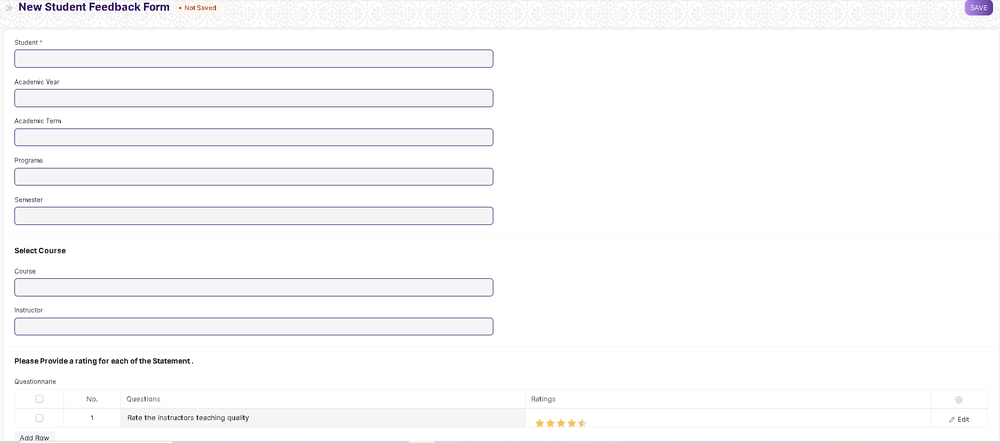 New Student Feedback Form • Not Saved SAVE
Student *
Academic Year
Academic Term
Programs
Semester
Select Course
Course
Instructor
Please Provide a rating for each of the Statement .
Questionnarie
No. Questions Ratings
1 Rate the instructors teaching quality Edit
Add Row